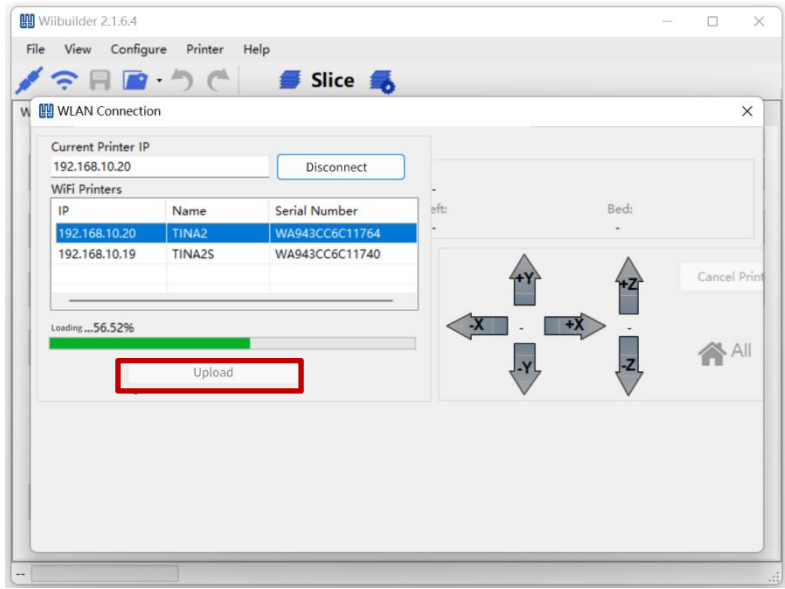 Wiibuilder 2.1.6.4
File View Configure Printer Help
Slice
W
WLAN Connection
Current Printer IP
192.168.10.20
Disconnect
WiFi Printers
IP Name Serial Number
192.168.10.20 TINA2 WA943CC6C11764
192.168.10.19 TINA2S WA943CC6C11740
Loading...56.52%
Upload
-
eft: Bed:
- -
+Y +Z
Cancel Print
-X - +X -
-Y -Z
All
--